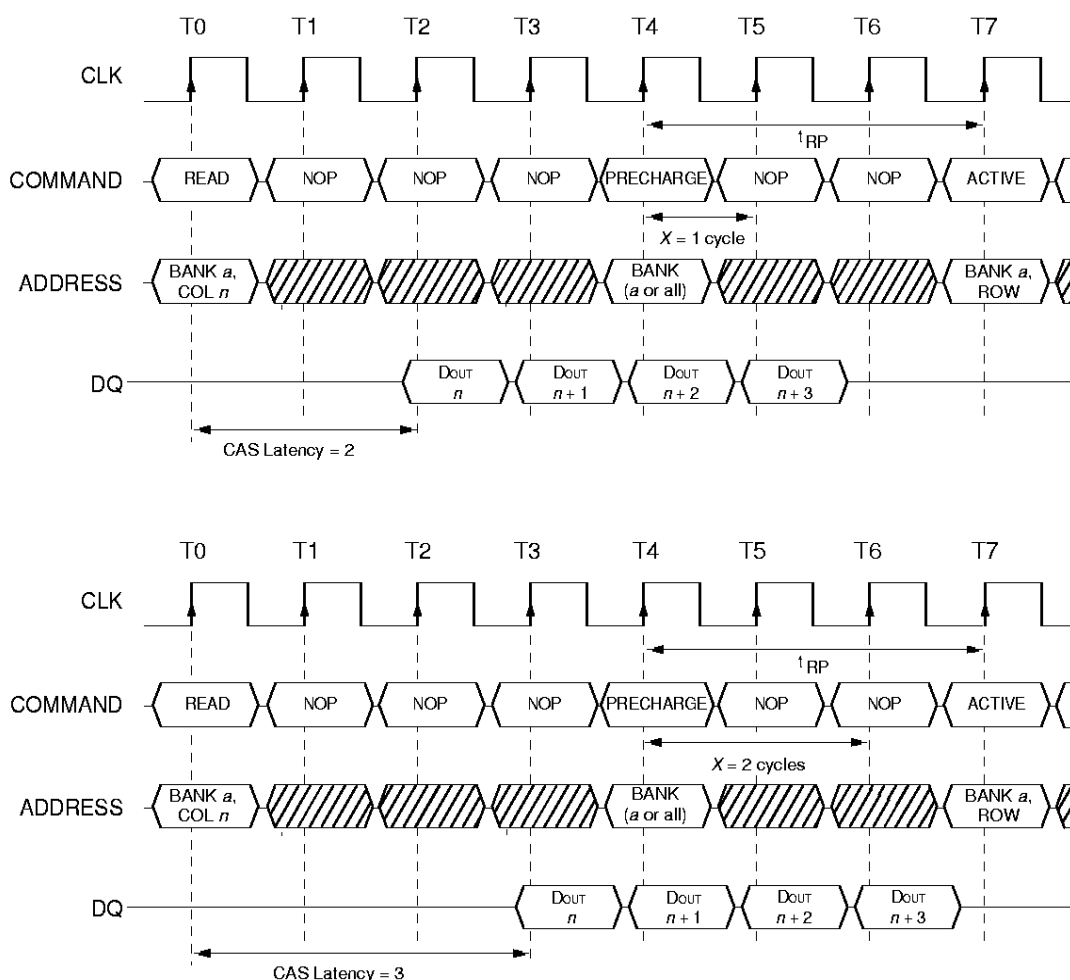 T0 T1 T2 T3 T4 T5 T6 T7
CLK
tRP
COMMAND READ NOP NOP NOP PRECHARGE NOP NOP ACTIVE
X = 1 cycle
ADDRESS BANK a, COL n BANK (a or all) BANK a, ROW
DQ DOUT n DOUT n + 1 DOUT n + 2 DOUT n + 3
CAS Latency = 2
T0 T1 T2 T3 T4 T5 T6 T7
CLK
tRP
COMMAND READ NOP NOP NOP PRECHARGE NOP NOP ACTIVE
X = 2 cycles
ADDRESS BANK a, COL n BANK (a or all) BANK a, ROW
DQ DOUT n DOUT n + 1 DOUT n + 2 DOUT n + 3
CAS Latency = 3